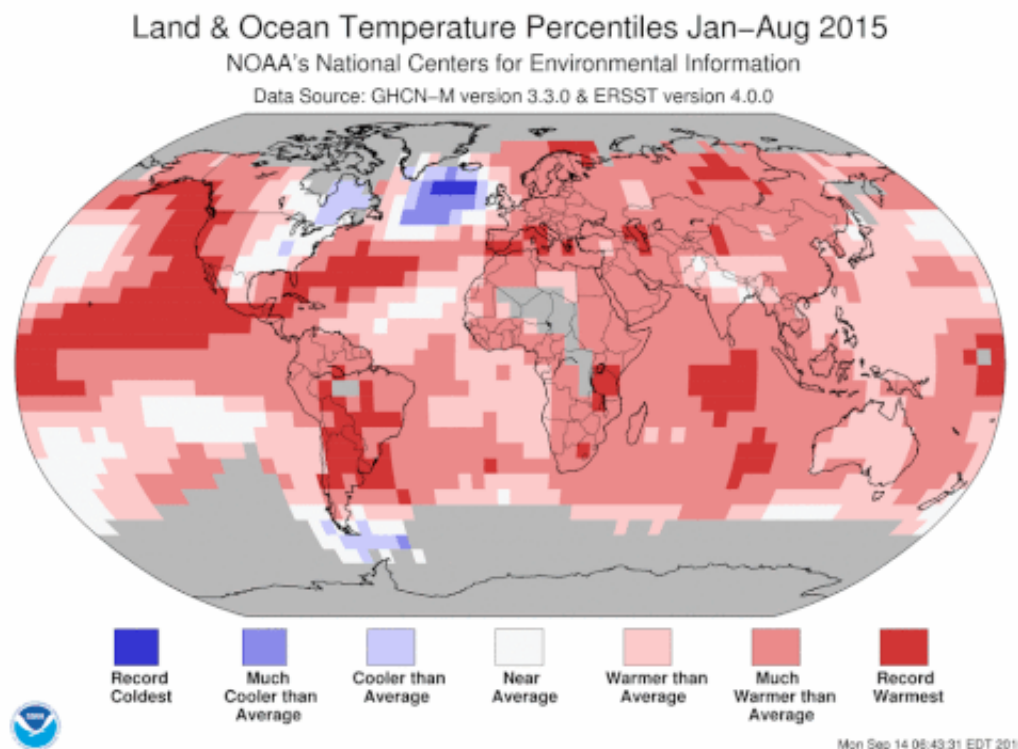 Land & Ocean Temperature Percentiles Jan–Aug 2015
NOAA's National Centers for Environmental Information
Data Source: GHCN–M version 3.3.0 & ERSST version 4.0.0
Record
Coldest
Much
Cooler than
Average
Cooler than
Average
Near
Average
Warmer than
Average
Much
Warmer than
Average
Record
Warmest
Mon Sep 14 06:43:31 EDT 201